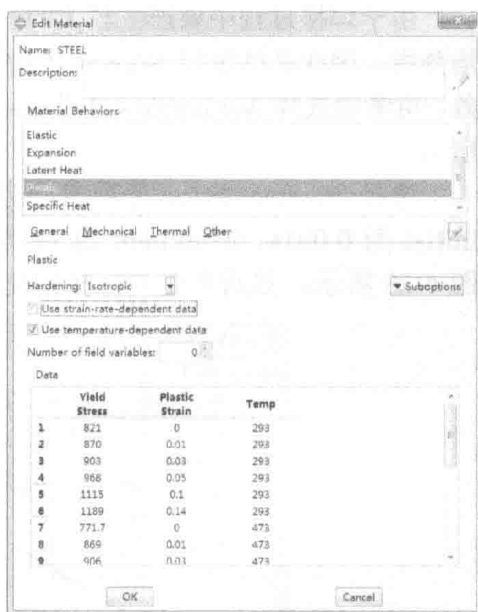 Edit Material
Name: STEEL
Description:
Material Behaviors
Elastic
Expansion
Latent Heat
Plastic
Specific Heat
General Mechanical Thermal Other
Plastic
Hardening: Isotropic Suboptions
Use strain-rate-dependent data
Use temperature-dependent data
Number of field variables: 0
Data
Yield Stress Plastic Strain Temp
1 821 0 293
2 870 0.01 293
3 903 0.03 293
4 968 0.05 293
5 1115 0.1 293
6 1189 0.14 293
7 771.7 0 473
8 869 0.01 473
9 906 0.03 473
OK Cancel